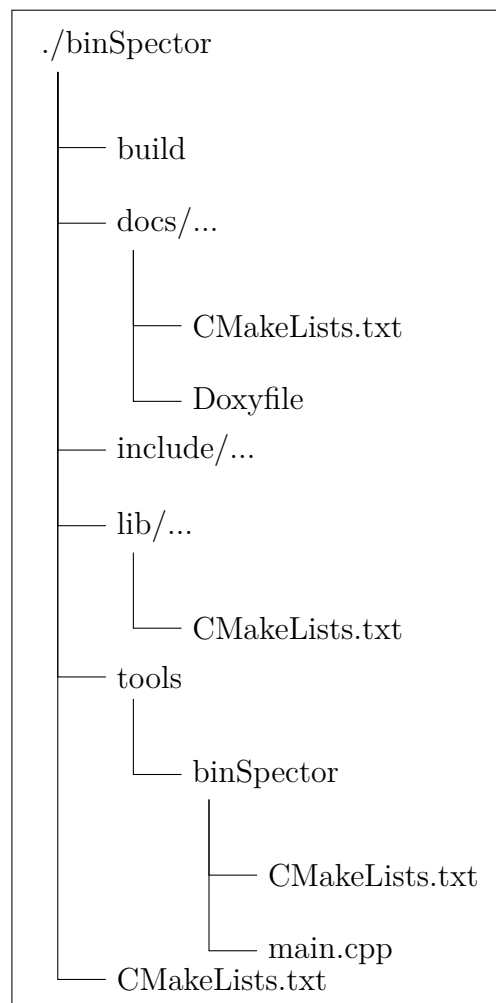 ./binSpector
build
docs/...
CMakeLists.txt
Doxyfile
include/...
lib/...
CMakeLists.txt
tools
binSpector
CMakeLists.txt
main.cpp
CMakeLists.txt